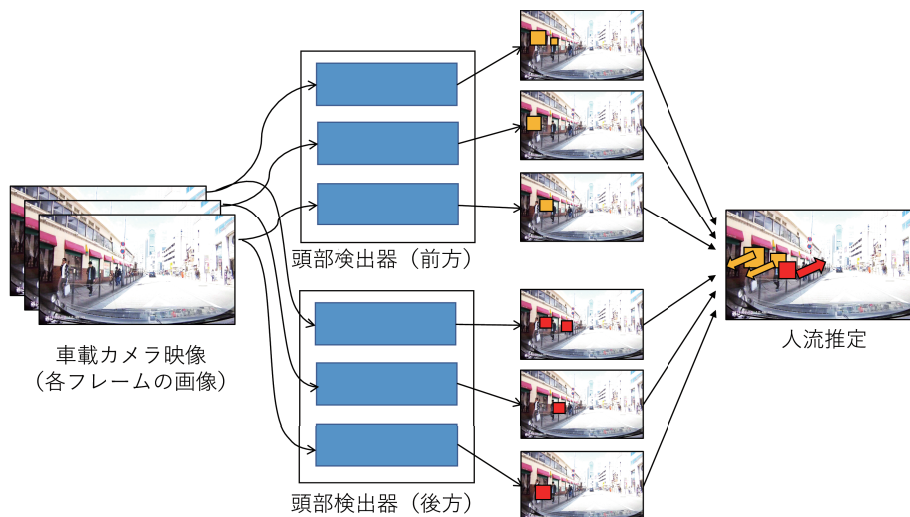 頭部検出器（前方）
車載カメラ映像
（各フレームの画像）
人流推定
頭部検出器（後方）